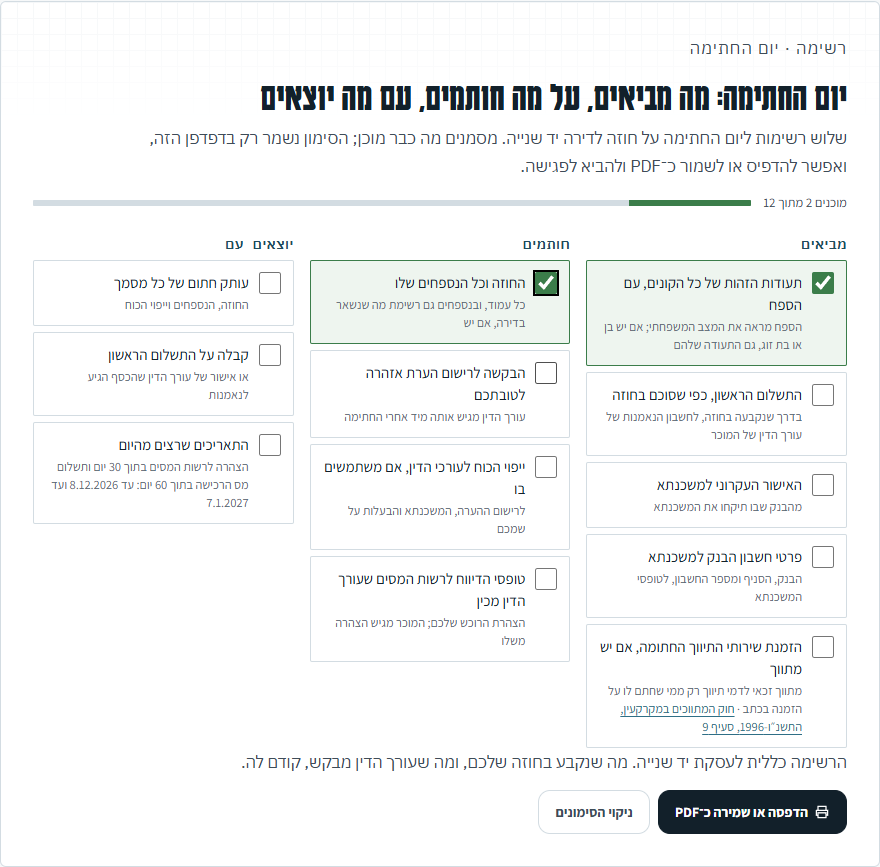 רשימה · יום החתימה
יום החתימה: מה מביאים, על מה חותמים, עם מה יוצאים
שלוש רשימות ליום החתימה על חוזה לדירה יד שנייה. מסמנים מה כבר מוכן; הסימון נשמר רק בדפדפן הזה,
ואפשר להדפיס או לשמור כ־PDF ולהביא לפגישה.
מוכנים 2 מתוך 12
מביאים
תעודות הזהות של כל הקונים, עם
הספח
הספח מראה את המצב המשפחתי; אם יש בן
או בת זוג, גם התעודה שלהם
התשלום הראשון, כפי שסוכם בחוזה
בדרך שנקבעה בחוזה, לחשבון הנאמנות של
עורך הדין של המוכר
האישור העקרוני למשכנתא
מהבנק שבו תיקחו את המשכנתא
פרטי חשבון הבנק למשכנתא
הבנק, הסניף ומספר החשבון, לטופסי
המשכנתא
הזמנת שירותי התיווך החתומה, אם יש
מתווך
מתווך זכאי לדמי תיווך רק ממי שחתם לו על
הזמנה בכתב · חוק המתווכים במקרקעין,
התשנ״ו-1996, סעיף 9
חותמים
החוזה וכל הנספחים שלו
כל עמוד, ובנספחים גם רשימת מה שנשאר
בדירה, אם יש
הבקשה לרישום הערת אזהרה
לטובתכם
עורך הדין מגיש אותה מיד אחרי החתימה
ייפוי הכוח לעורכי הדין, אם משתמשים
בו
לרישום ההערה, המשכנתא והבעלות על
שמכם
טופסי הדיווח לרשות המסים שעורך
הדין מכין
הצהרת הרוכש שלכם; המוכר מגיש הצהרה
משלו
יוצאים עם
עותק חתום של כל מסמך
החוזה, הנספחים וייפוי הכוח
קבלה על התשלום הראשון
או אישור של עורך הדין שהכסף הגיע
לנאמנות
התאריכים שרצים מהיום
הצהרה לרשות המסים בתוך 30 יום ותשלום
מס הרכישה בתוך 60 יום: עד 8.12.2026 ועד
7.1.2027
הרשימה כללית לעסקת יד שנייה. מה שנקבע בחוזה שלכם, ומה שעורך הדין מבקש, קודם לה.
הדפסה או שמירה כ־PDF
ניקוי הסימונים